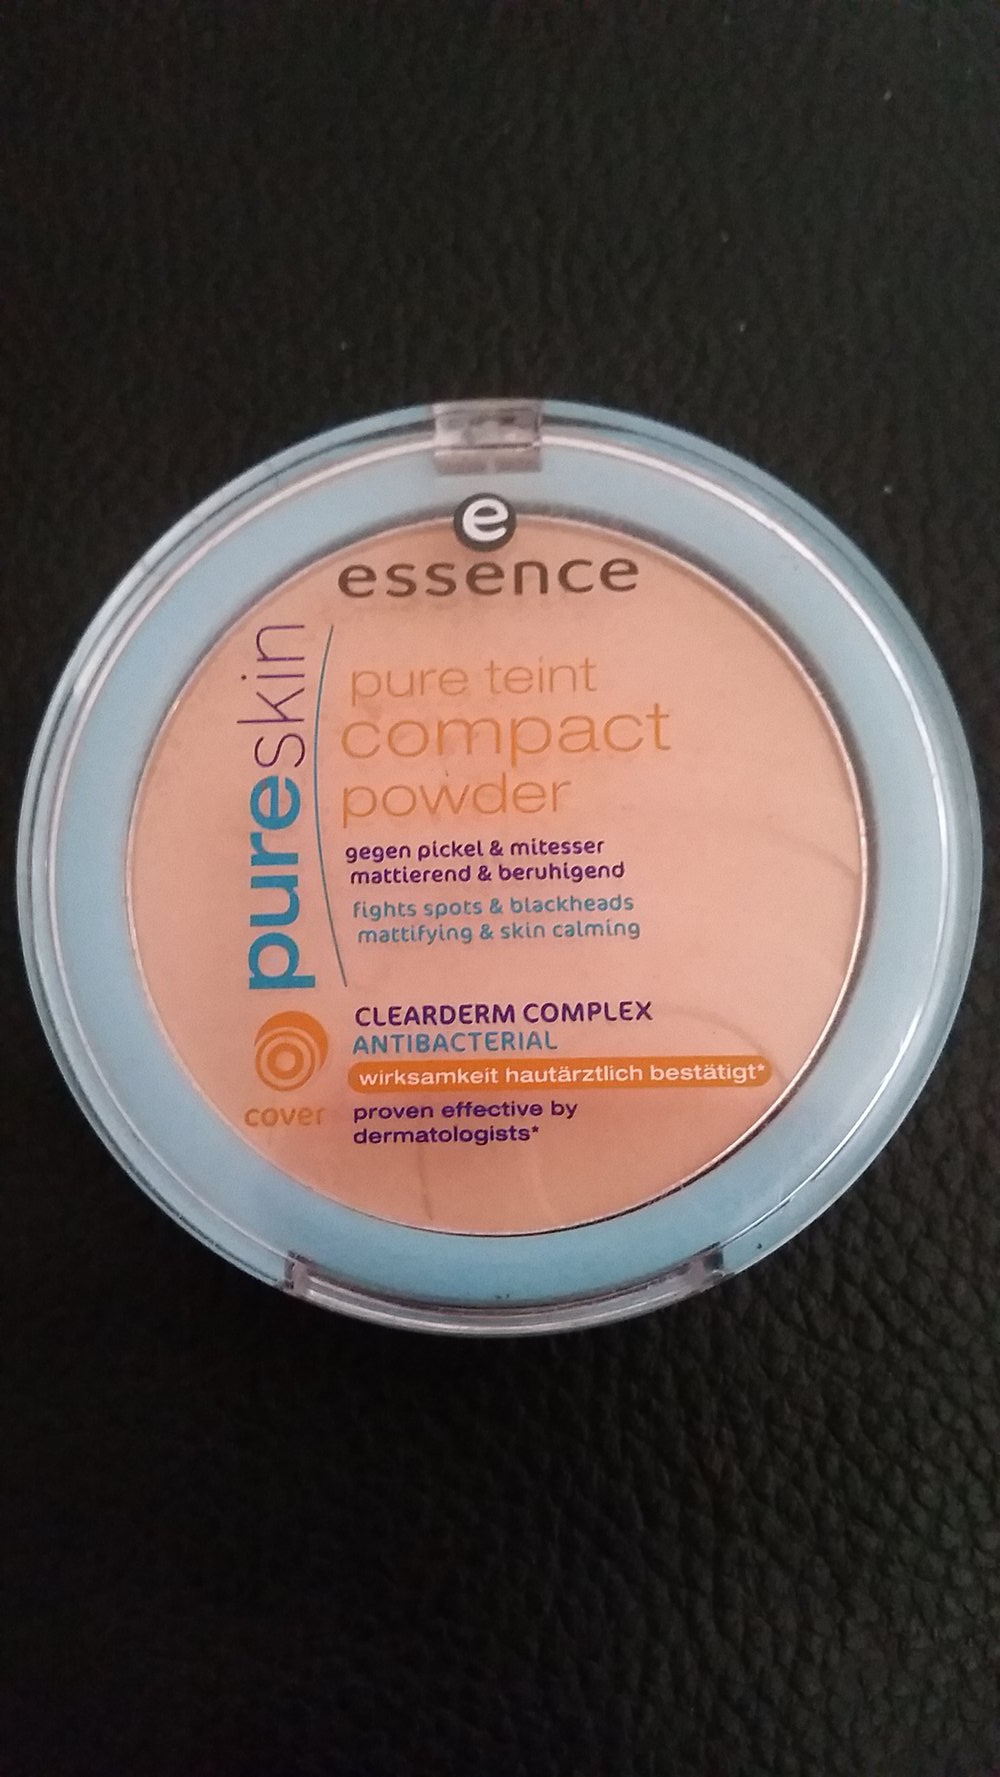 e
essence
pureskin
pure teint
compact
powder
gegen pickel & mitesser
mattierend & beruhigend
fights spots & blackheads
mattifying & skin calming
cover
CLEARDERM COMPLEX
ANTIBACTERIAL
wirksamkeit hautärztlich bestätigt*
proven effective by
dermatologists*